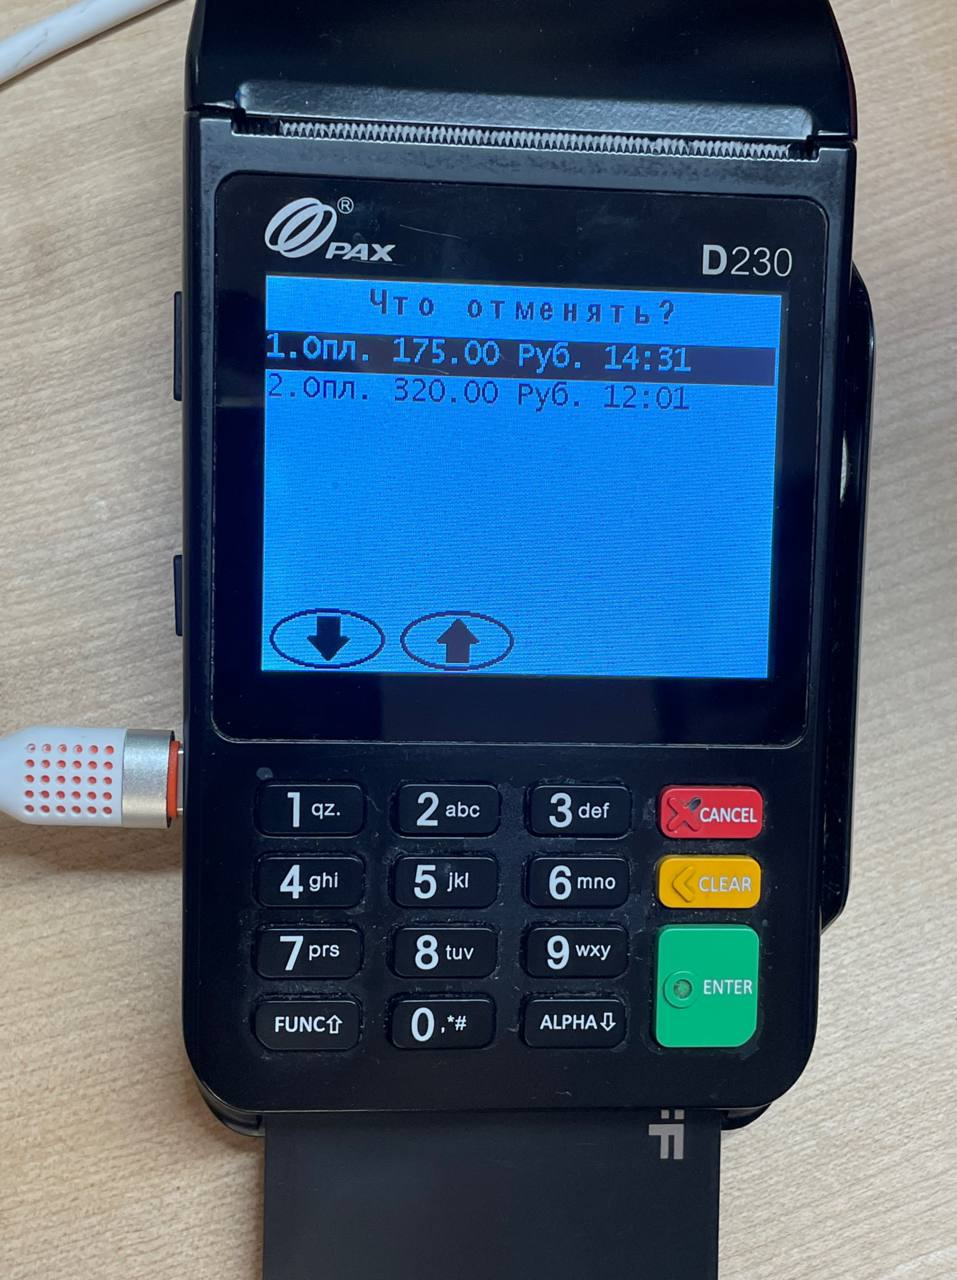 ®
PAX
D230
Что отменять?
1.Опл. 175.00 Руб. 14:31
2.Опл. 320.00 Руб. 12:01
1 qz. 2 abc 3 def CANCEL
4 ghi 5 jkl 6 mno CLEAR
7 prs 8 tuv 9 wxy ENTER
FUNC⇧ 0 ,*# ALPHA⇩